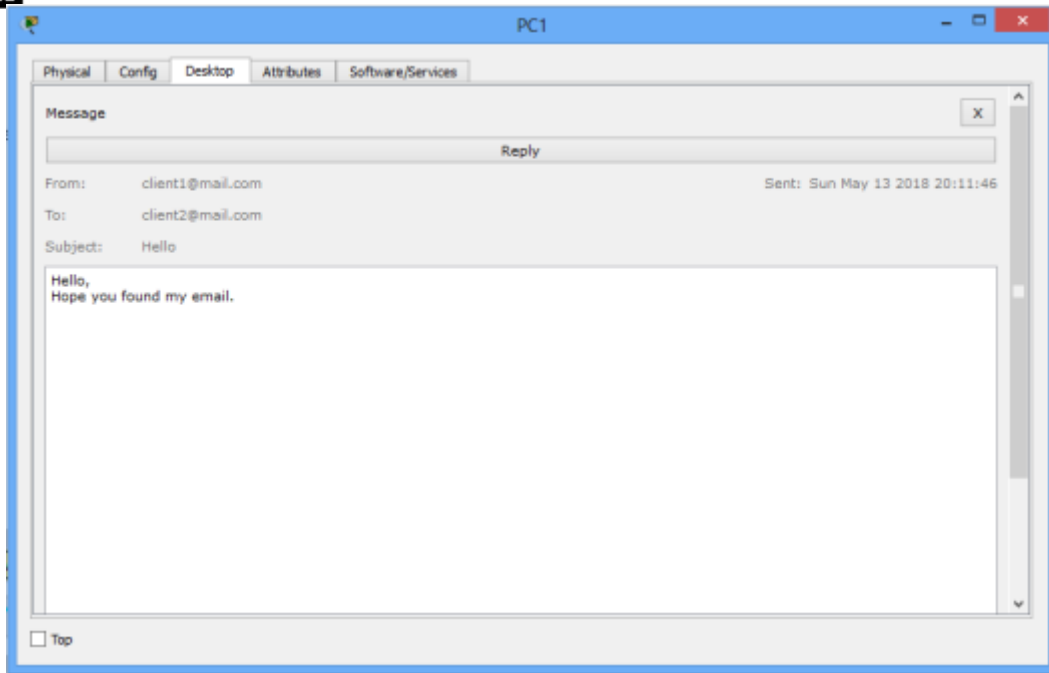 PC1
Physical Config Desktop Attributes Software/Services
Message X
Reply
From: client1@mail.com Sent: Sun May 13 2018 20:11:46
To: client2@mail.com
Subject: Hello
Hello,
Hope you found my email.
Top